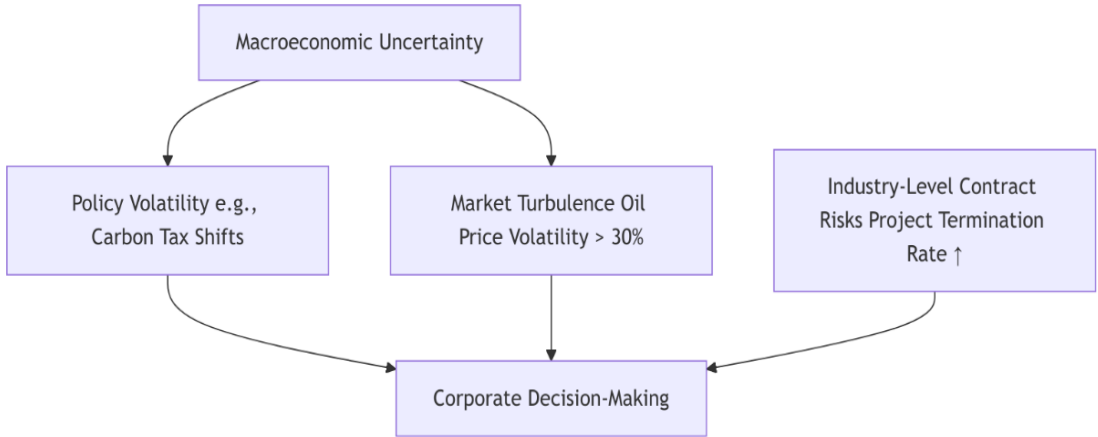 Macroeconomic Uncertainty
Policy Volatility e.g.,
Carbon Tax Shifts
Market Turbulence Oil
Price Volatility > 30%
Industry-Level Contract
Risks Project Termination
Rate ↑
Corporate Decision-Making